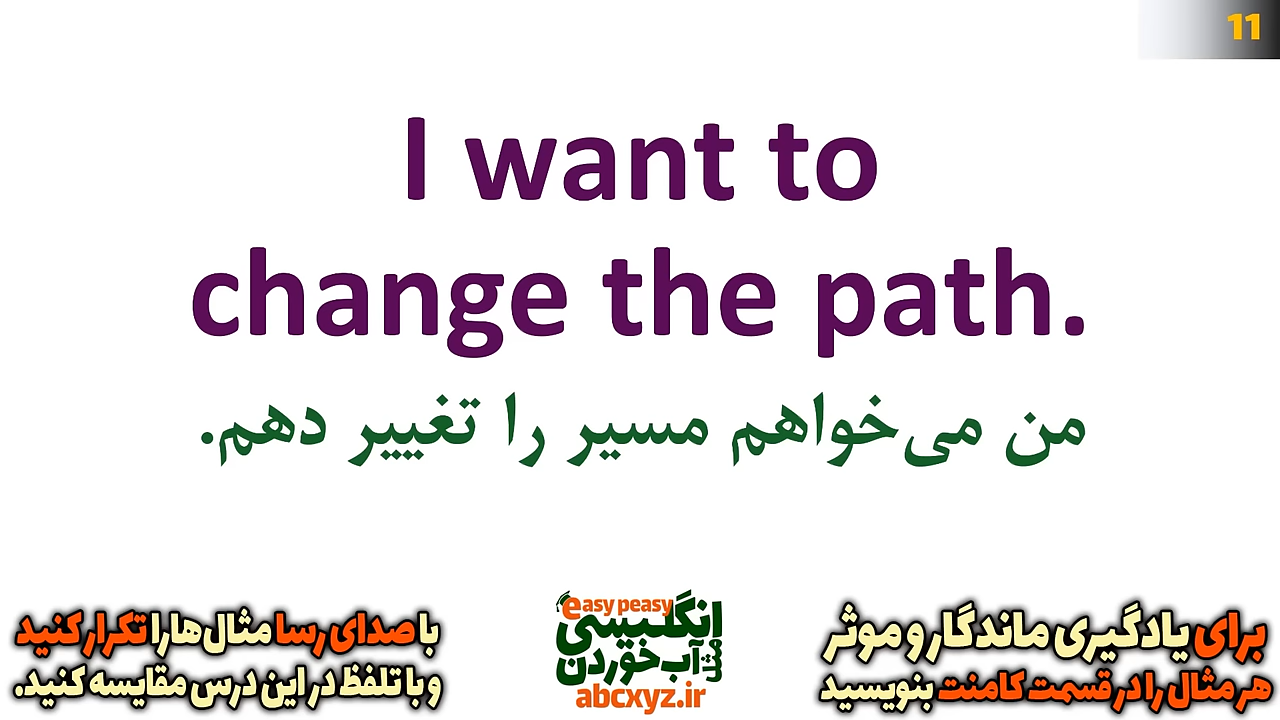 11
I want to
change the path.
من می‌خواهم مسیر را تغییر دهم.
برای یادگیری ماندگار و موثر
هر مثال را در قسمت کامنت بنویسید
easy peasy
انگلیسی
مثل
آب خوردن
abcxyz.ir
با صدای رسا مثال‌ها را تکرار کنید
و با تلفظ در این درس مقایسه کنید.